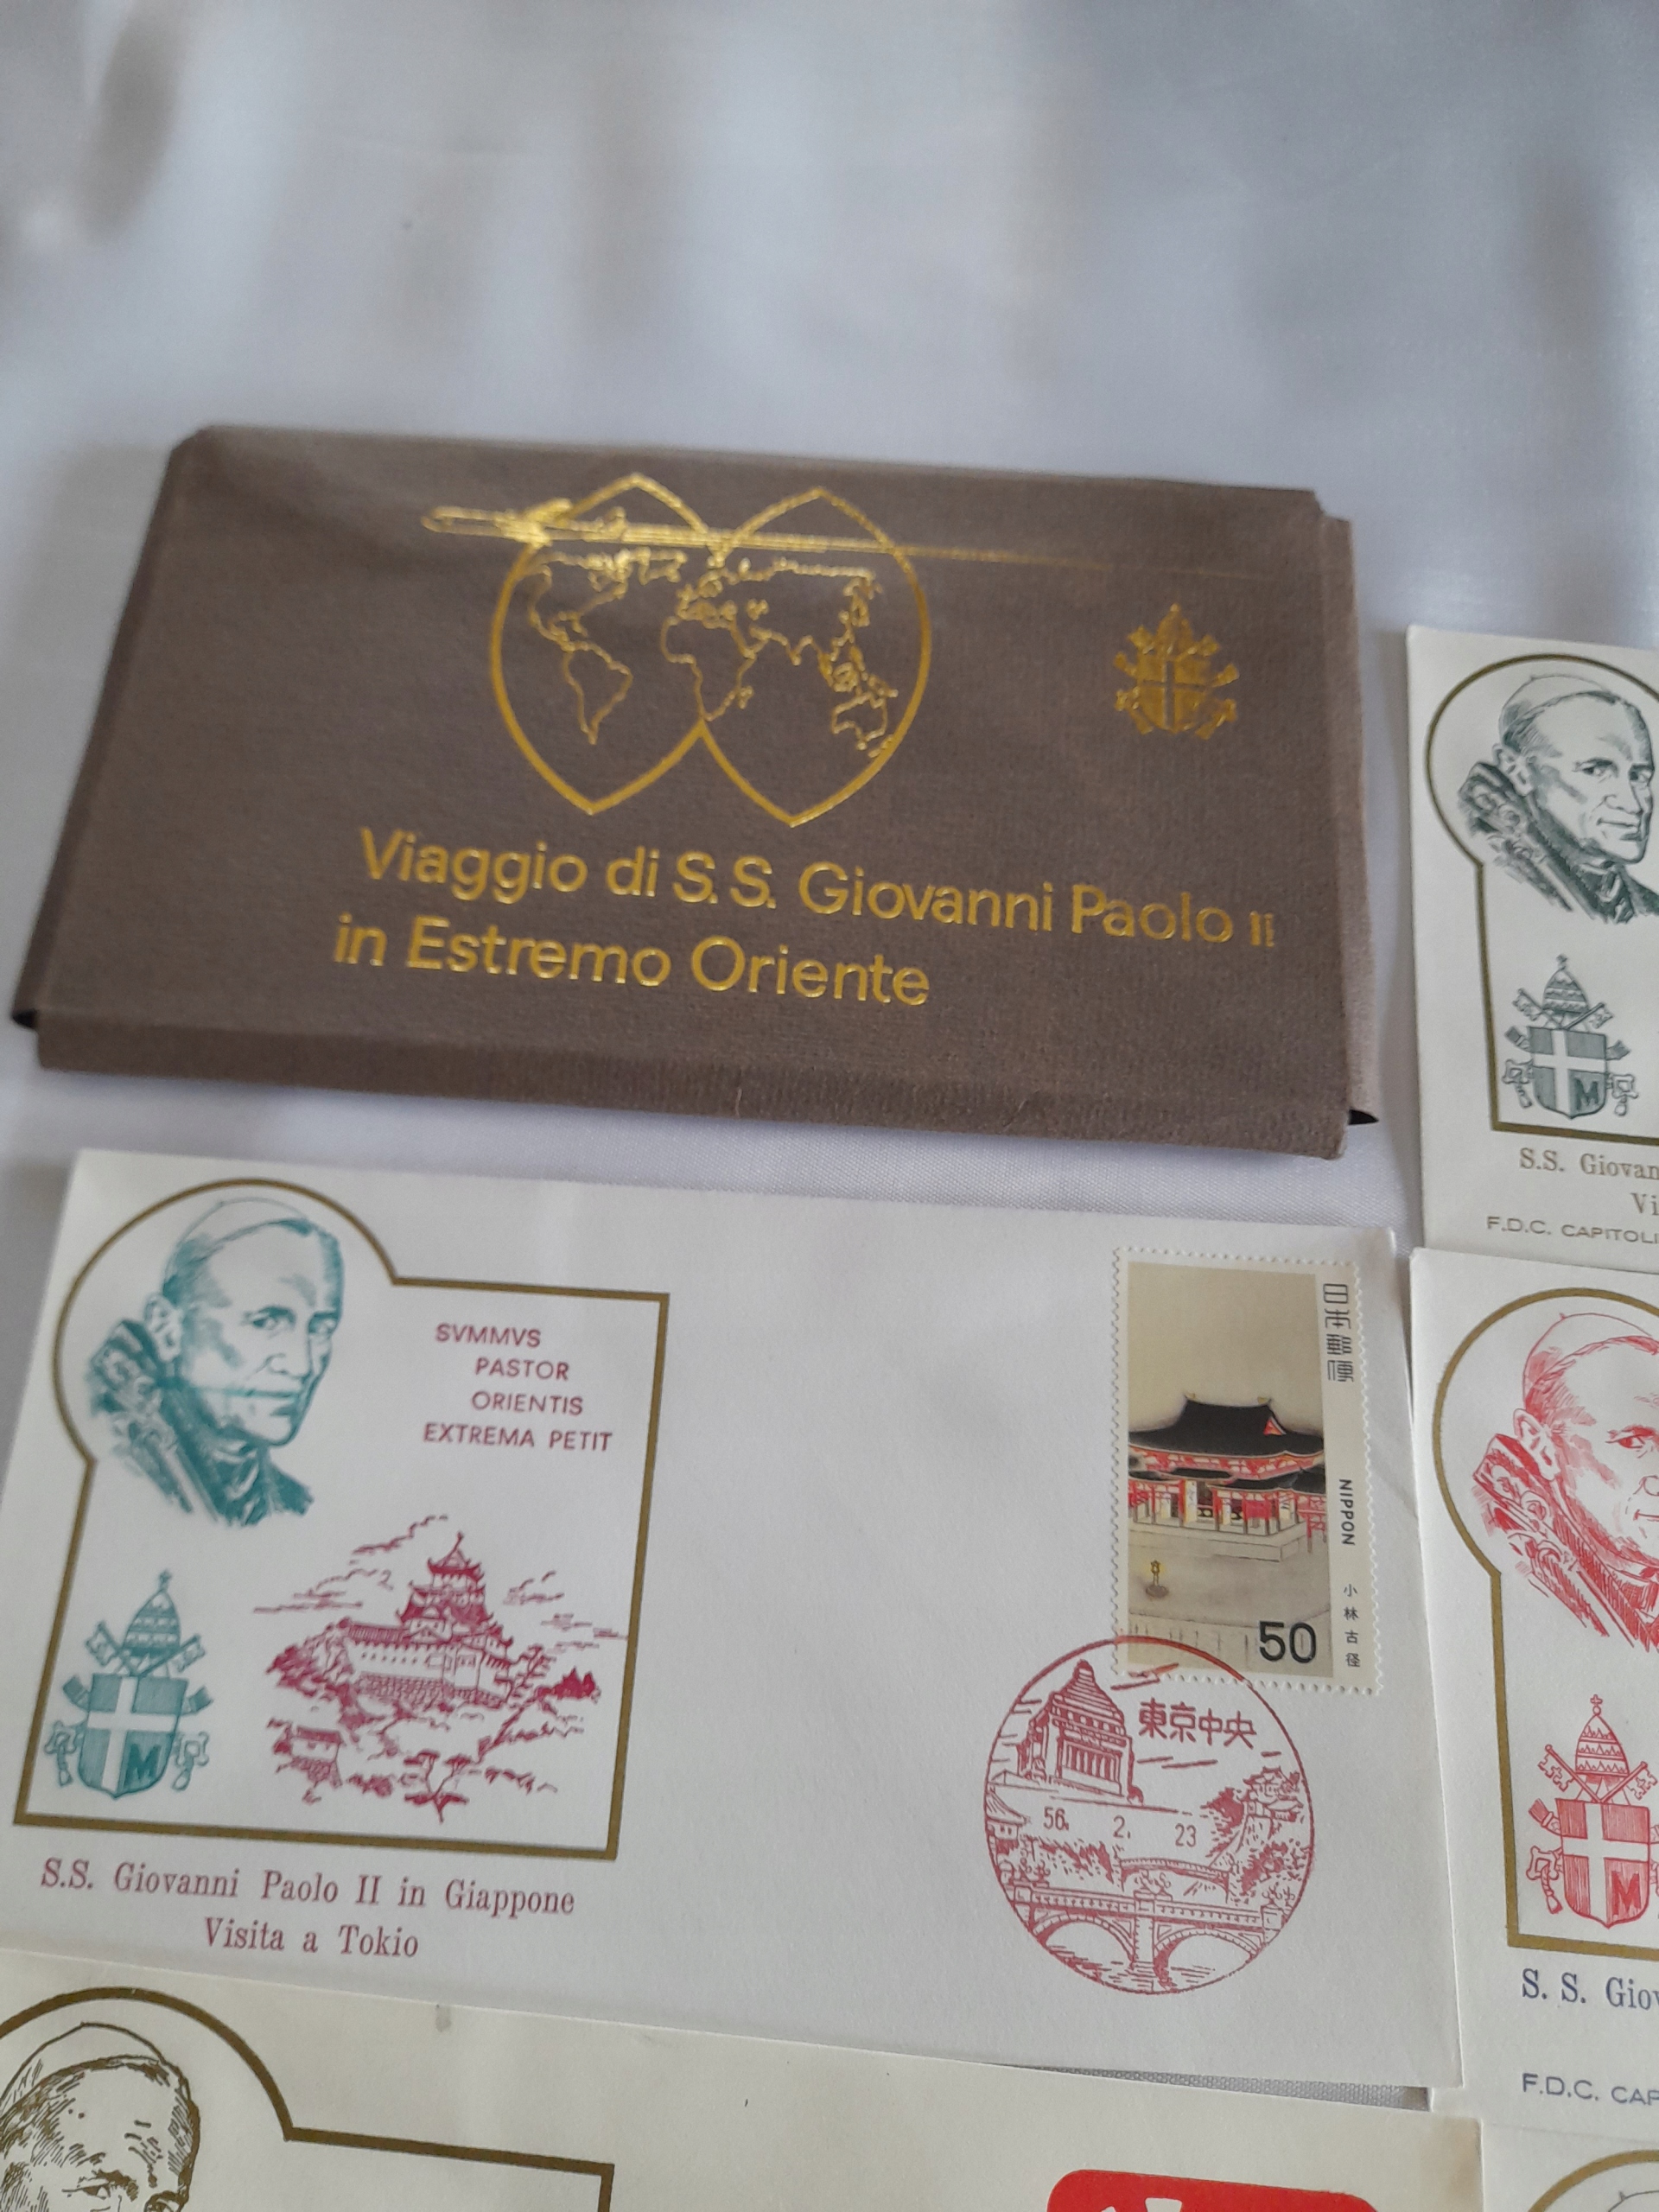 Viaggio di S.S. Giovanni Paolo II
in Estremo Oriente
SVMMVS
PASTOR
ORIENTIS
EXTREMA PETIT
M
S.S. Giovanni Paolo II in Giappone
Visita a Tokio
日本郵便
NIPPON
小林古径
50
東京中央
56. 2. 23
M
S.S. Giovan
Vi
F.D.C. CAPITOLI
M
S. S. Giov
F.D.C. CAP